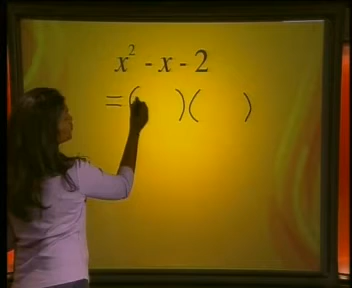 x² - x - 2
= ( ) ( )